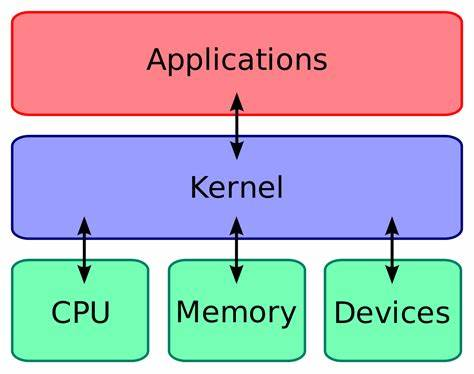 Applications
Kernel
CPU
Memory
Devices